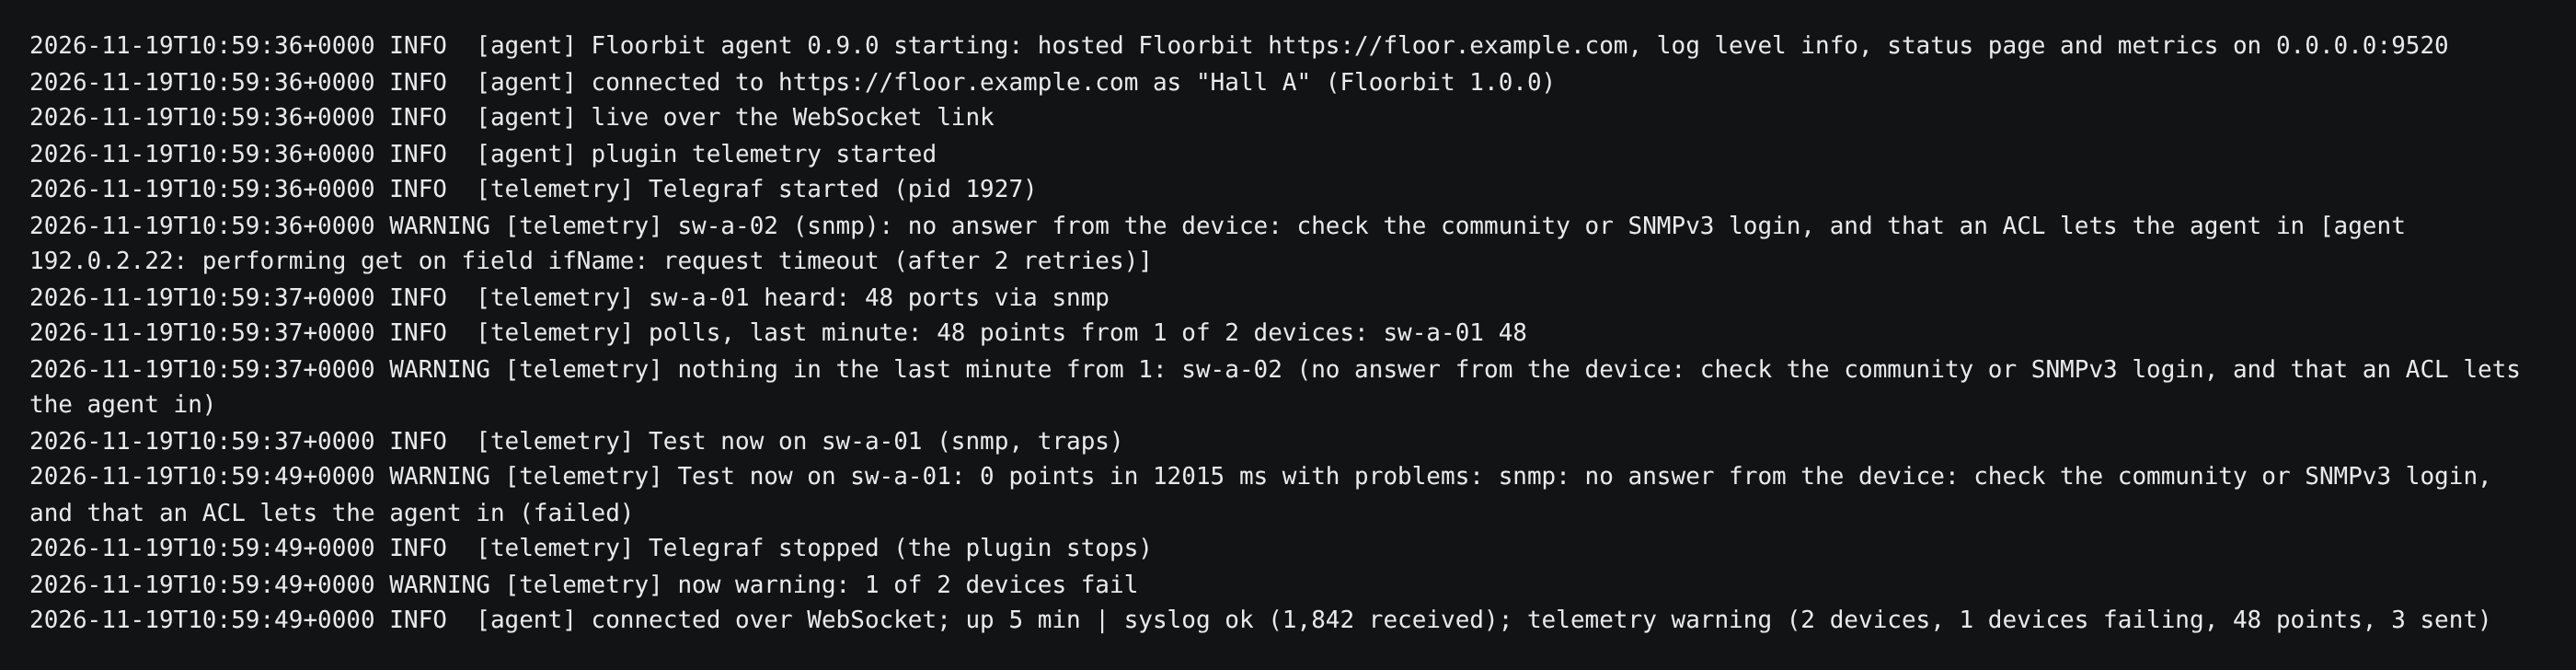 2026-11-19T10:59:36+0000 INFO  [agent] Floorbit agent 0.9.0 starting: hosted Floorbit https://floor.example.com, log level info, status page and metrics on 0.0.0.0:9520
2026-11-19T10:59:36+0000 INFO  [agent] connected to https://floor.example.com as "Hall A" (Floorbit 1.0.0)
2026-11-19T10:59:36+0000 INFO  [agent] live over the WebSocket link
2026-11-19T10:59:36+0000 INFO  [agent] plugin telemetry started
2026-11-19T10:59:36+0000 INFO  [telemetry] Telegraf started (pid 1927)
2026-11-19T10:59:36+0000 WARNING [telemetry] sw-a-02 (snmp): no answer from the device: check the community or SNMPv3 login, and that an ACL lets the agent in [agent
192.0.2.22: performing get on field ifName: request timeout (after 2 retries)]
2026-11-19T10:59:37+0000 INFO  [telemetry] sw-a-01 heard: 48 ports via snmp
2026-11-19T10:59:37+0000 INFO  [telemetry] polls, last minute: 48 points from 1 of 2 devices: sw-a-01 48
2026-11-19T10:59:37+0000 WARNING [telemetry] nothing in the last minute from 1: sw-a-02 (no answer from the device: check the community or SNMPv3 login, and that an ACL lets
the agent in)
2026-11-19T10:59:37+0000 INFO  [telemetry] Test now on sw-a-01 (snmp, traps)
2026-11-19T10:59:49+0000 WARNING [telemetry] Test now on sw-a-01: 0 points in 12015 ms with problems: snmp: no answer from the device: check the community or SNMPv3 login,
and that an ACL lets the agent in (failed)
2026-11-19T10:59:49+0000 INFO  [telemetry] Telegraf stopped (the plugin stops)
2026-11-19T10:59:49+0000 WARNING [telemetry] now warning: 1 of 2 devices fail
2026-11-19T10:59:49+0000 INFO  [agent] connected over WebSocket; up 5 min | syslog ok (1,842 received); telemetry warning (2 devices, 1 devices failing, 48 points, 3 sent)